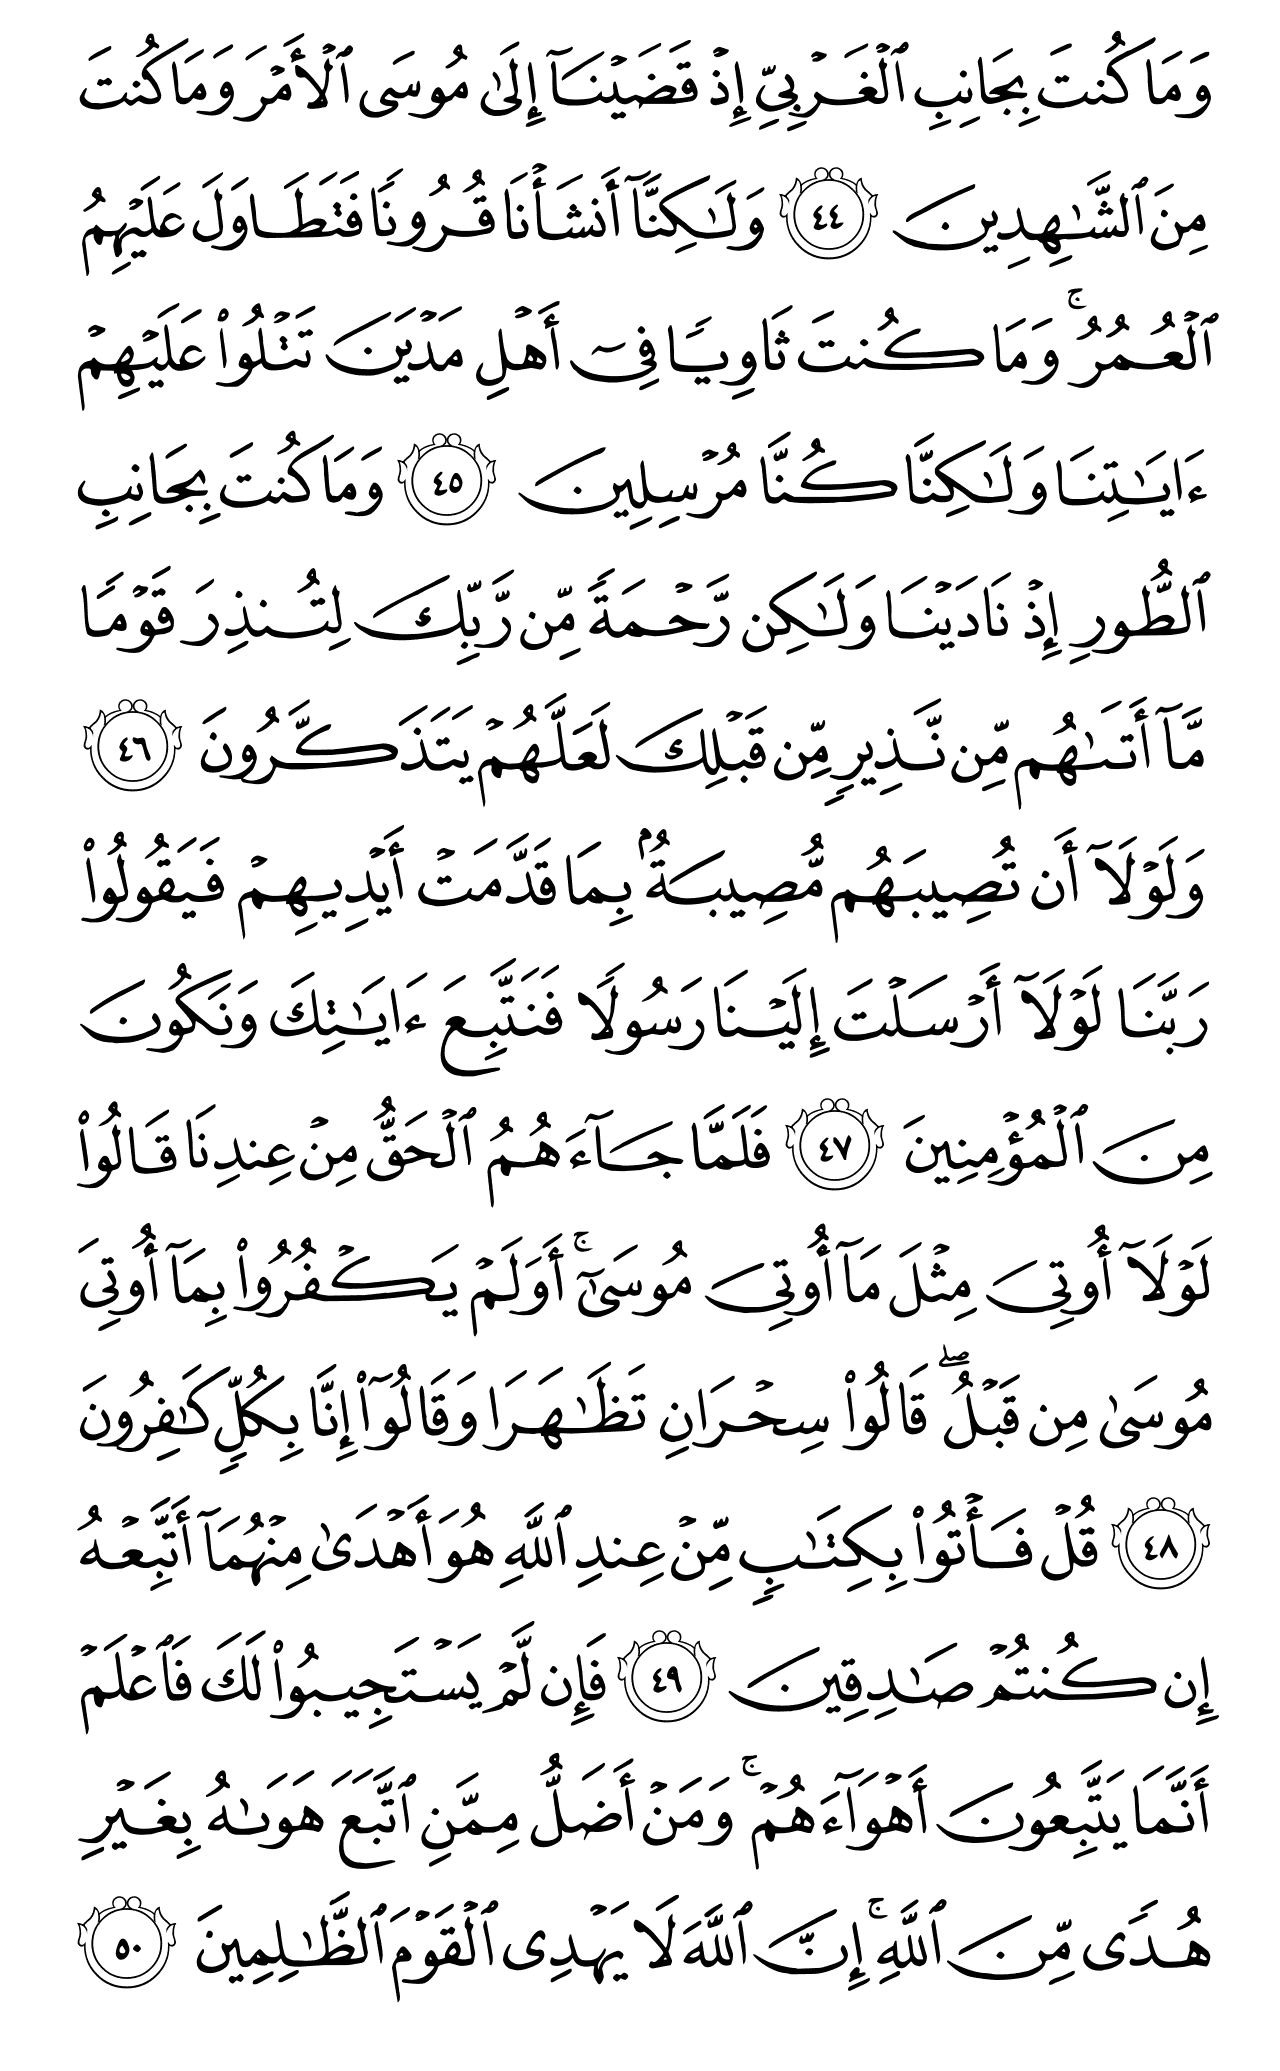 وَمَا كُنتَ بِجَانِبِ ٱلْغَرْبِىِّ إِذْ قَضَيْنَآ إِلَىٰ مُوسَى ٱلْأَمْرَ وَمَا كُنتَ
مِنَ ٱلشَّٰهِدِينَ ٤٤ وَلَٰكِنَّآ أَنشَأْنَا قُرُونًا فَتَطَاوَلَ عَلَيْهِمُ
ٱلْعُمُرُ ۚ وَمَا كُنتَ ثَاوِيًا فِىٓ أَهْلِ مَدْيَنَ تَتْلُوا۟ عَلَيْهِمْ
ءَايَٰتِنَا وَلَٰكِنَّا كُنَّا مُرْسِلِينَ ٤٥ وَمَا كُنتَ بِجَانِبِ
ٱلطُّورِ إِذْ نَادَيْنَا وَلَٰكِن رَّحْمَةً مِّن رَّبِّكَ لِتُنذِرَ قَوْمًا
مَّآ أَتَىٰهُم مِّن نَّذِيرٍ مِّن قَبْلِكَ لَعَلَّهُمْ يَتَذَكَّرُونَ ٤٦
وَلَوْلَآ أَن تُصِيبَهُم مُّصِيبَةٌۢ بِمَا قَدَّمَتْ أَيْدِيهِمْ فَيَقُولُوا۟
رَبَّنَا لَوْلَآ أَرْسَلْتَ إِلَيْنَا رَسُولًا فَنَتَّبِعَ ءَايَٰتِكَ وَنَكُونَ
مِنَ ٱلْمُؤْمِنِينَ ٤٧ فَلَمَّا جَآءَهُمُ ٱلْحَقُّ مِنْ عِندِنَا قَالُوا۟
لَوْلَآ أُوتِىَ مِثْلَ مَآ أُوتِىَ مُوسَىٰٓ ۚ أَوَلَمْ يَكْفُرُوا۟ بِمَآ أُوتِىَ
مُوسَىٰ مِن قَبْلُ ۖ قَالُوا۟ سِحْرَانِ تَظَٰهَرَا وَقَالُوٓا۟ إِنَّا بِكُلٍّ كَٰفِرُونَ
٤٨ قُلْ فَأْتُوا۟ بِكِتَٰبٍ مِّنْ عِندِ ٱللَّهِ هُوَ أَهْدَىٰ مِنْهُمَآ أَتَّبِعْهُ
إِن كُنتُمْ صَٰدِقِينَ ٤٩ فَإِن لَّمْ يَسْتَجِيبُوا۟ لَكَ فَٱعْلَمْ
أَنَّمَا يَتَّبِعُونَ أَهْوَآءَهُمْ ۚ وَمَنْ أَضَلُّ مِمَّنِ ٱتَّبَعَ هَوَىٰهُ بِغَيْرِ
هُدًى مِّنَ ٱللَّهِ ۚ إِنَّ ٱللَّهَ لَا يَهْدِى ٱلْقَوْمَ ٱلظَّٰلِمِينَ ٥٠